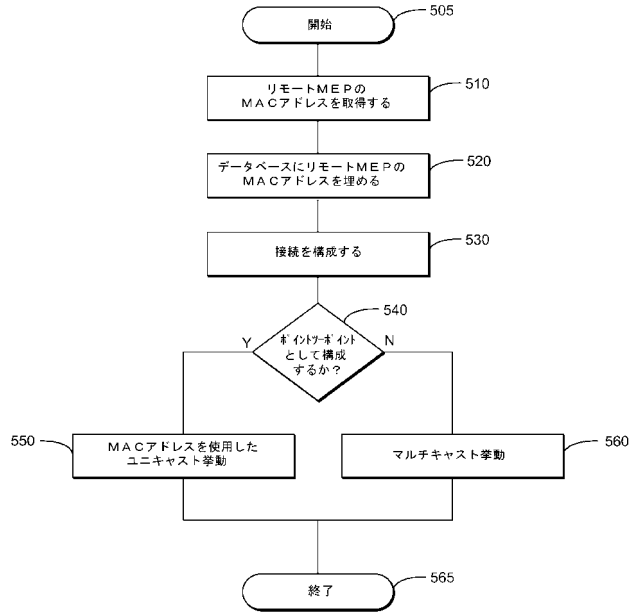 開始
505
リモートＭＥＰの
ＭＡＣアドレスを取得する
510
データベースにリモートＭＥＰの
ＭＡＣアドレスを埋める
520
接続を構成する
530
540
ﾎﾟｲﾝﾄﾂｰﾎﾟｲﾝﾄ
として構成
するか？
Y
N
550
ＭＡＣアドレスを使用した
ユニキャスト挙動
マルチキャスト挙動
560
終了
565